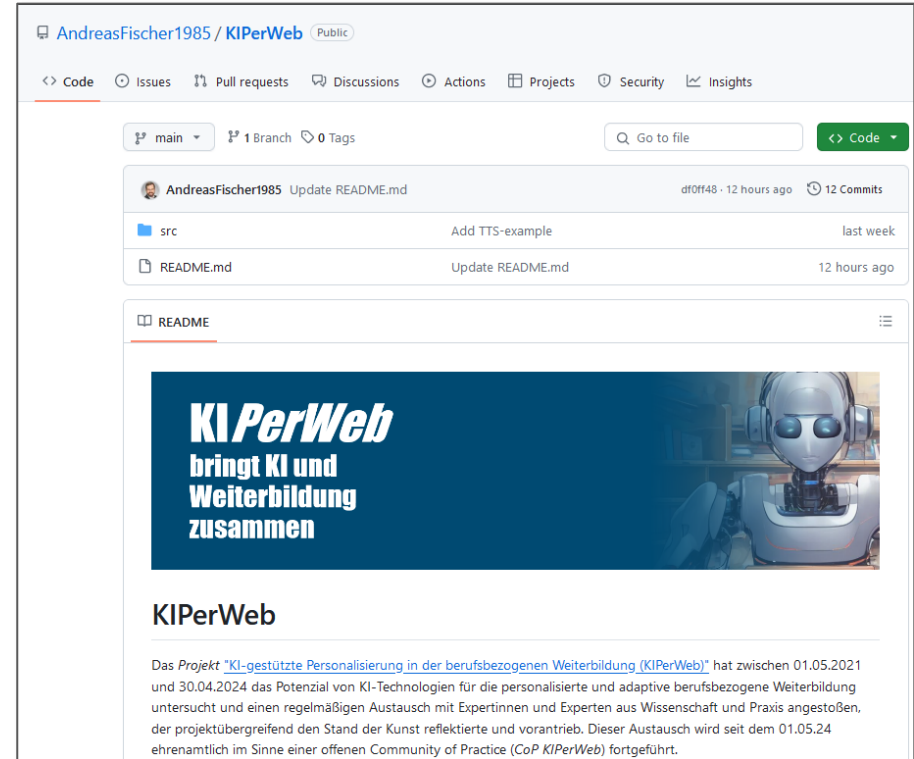 AndreasFischer1985 / KIPerWeb Public
Code Issues Pull requests Discussions Actions Projects Security Insights
main 1 Branch 0 Tags Go to file Code
AndreasFischer1985 Update README.md df0ff48 · 12 hours ago 12 Commits
src Add TTS-example last week
README.md Update README.md 12 hours ago
README
KIPerWeb
bringt KI und
Weiterbildung
zusammen
KIPerWeb
Das Projekt "KI-gestützte Personalisierung in der berufsbezogenen Weiterbildung (KIPerWeb)" hat zwischen 01.05.2021
und 30.04.2024 das Potenzial von KI-Technologien für die personalisierte und adaptive berufsbezogene Weiterbildung
untersucht und einen regelmäßigen Austausch mit Expertinnen und Experten aus Wissenschaft und Praxis angestoßen,
der projektübergreifend den Stand der Kunst reflektierte und vorantrieb. Dieser Austausch wird seit dem 01.05.24
ehrenamtlich im Sinne einer offenen Community of Practice (CoP KIPerWeb) fortgeführt.